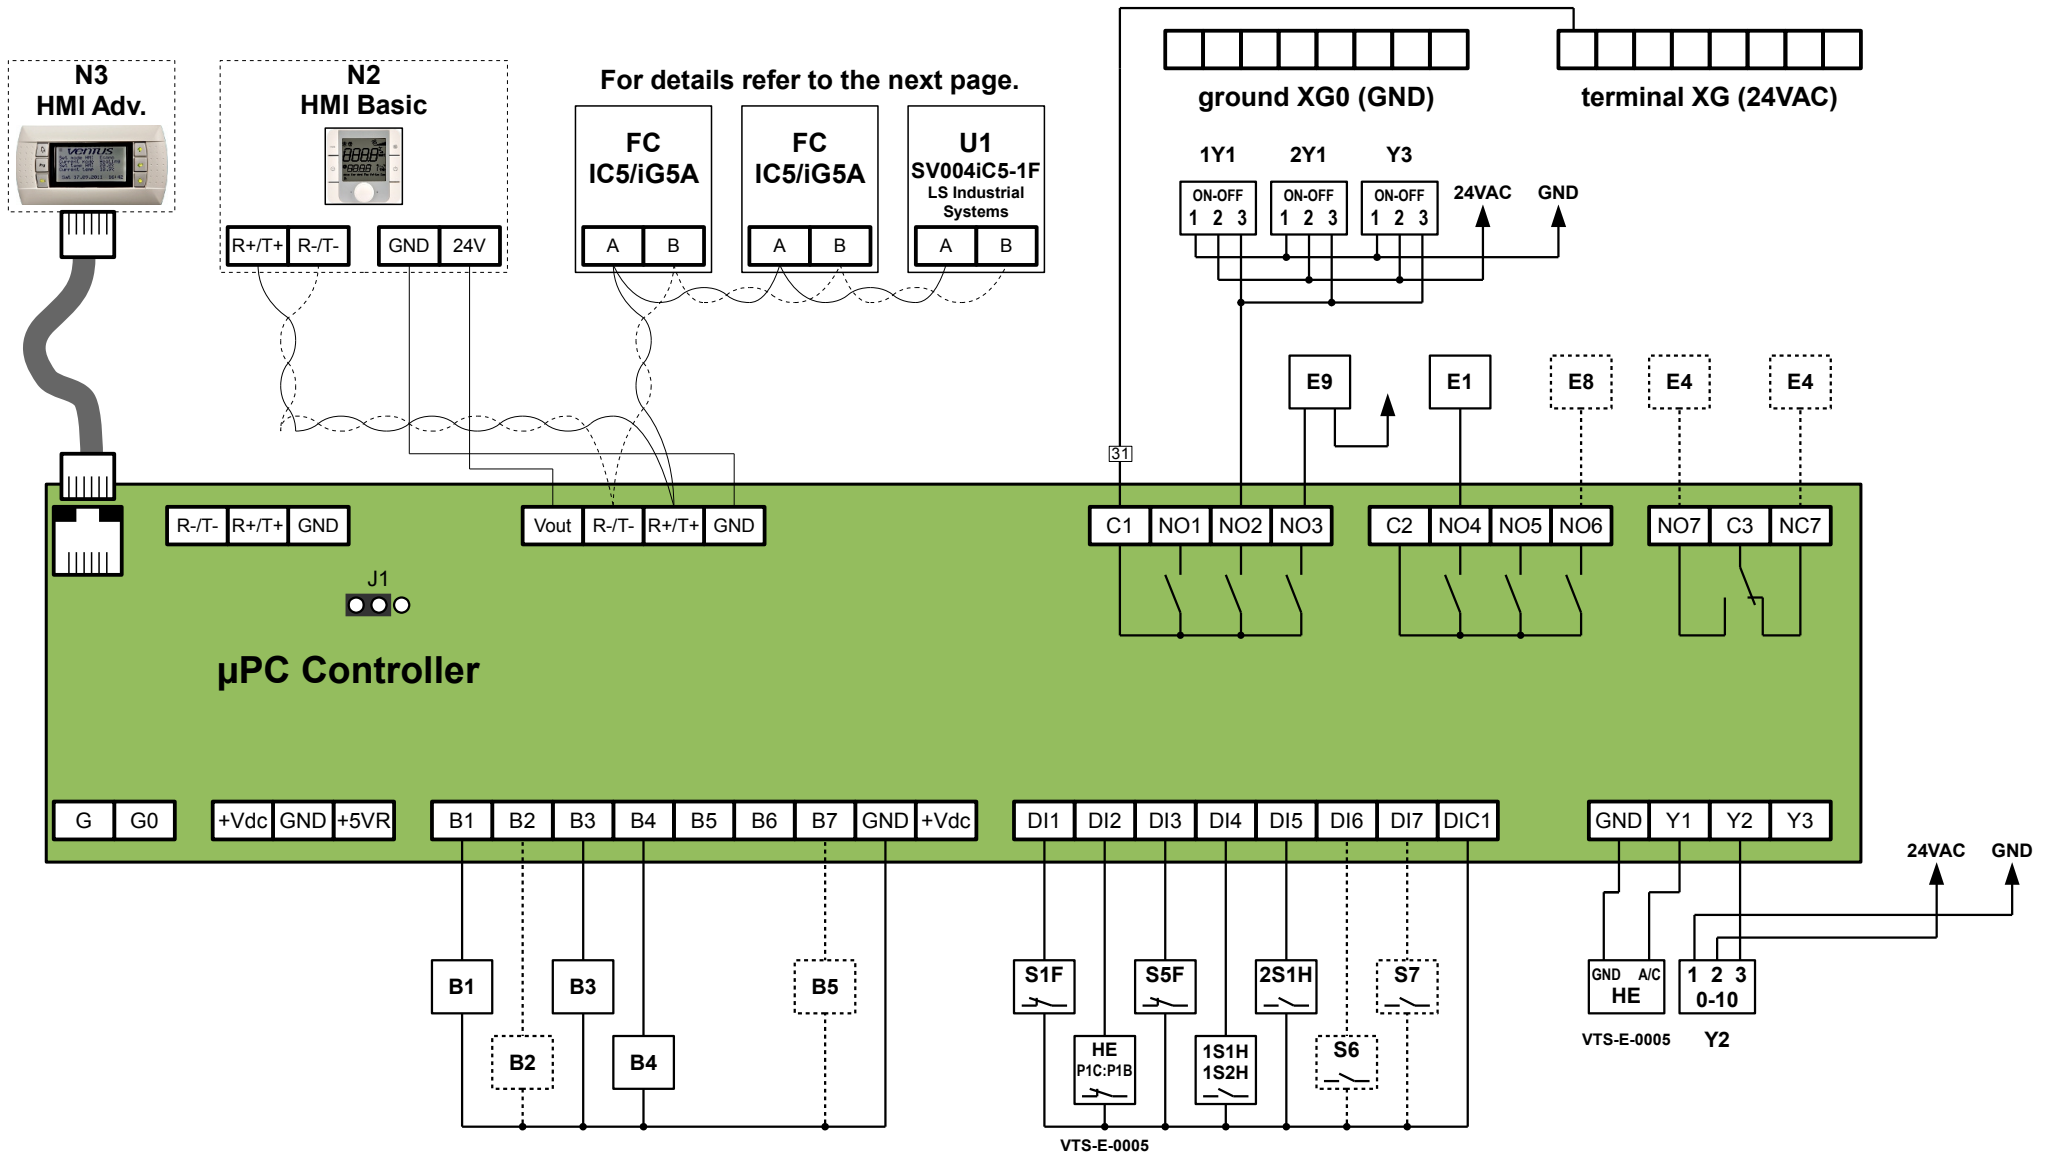 N3
HMI Adv.
N2
HMI Basic
For details refer to the next page.
FC
IC5/iG5A
FC
IC5/iG5A
U1
SV004iC5-1F
LS Industrial
Systems
ground XG0 (GND)
terminal XG (24VAC)
ventus
R+/T+ R-/T- GND 24V
A B A B A B
1Y1 2Y1 Y3
ON-OFF ON-OFF ON-OFF
1 2 3 1 2 3 1 2 3
24VAC GND
E9 E1 E8 E4 E4
31
R-/T- R+/T+ GND
Vout R-/T- R+/T+ GND
C1 NO1 NO2 NO3
C2 NO4 NO5 NO6
NO7 C3 NC7
J1
µPC Controller
G G0
+Vdc GND +5VR
B1 B2 B3 B4 B5 B6 B7 GND +Vdc
DI1 DI2 DI3 DI4 DI5 DI6 DI7 DIC1
GND Y1 Y2 Y3
24VAC GND
B1 B3 B5
B2 B4
S1F S5F 2S1H S7
HE
P1C:P1B
1S1H
1S2H
S6
VTS-E-0005
GND A/C
HE
VTS-E-0005
1 2 3
0-10
Y2